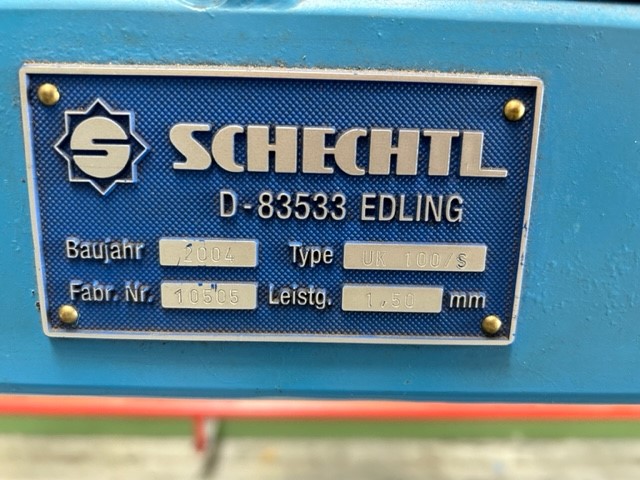 S SCHECHTL
D-83533 EDLING
Baujahr 2004 Type UK 100/S
Fabr. Nr. 10505 Leistg. 1,50 mm